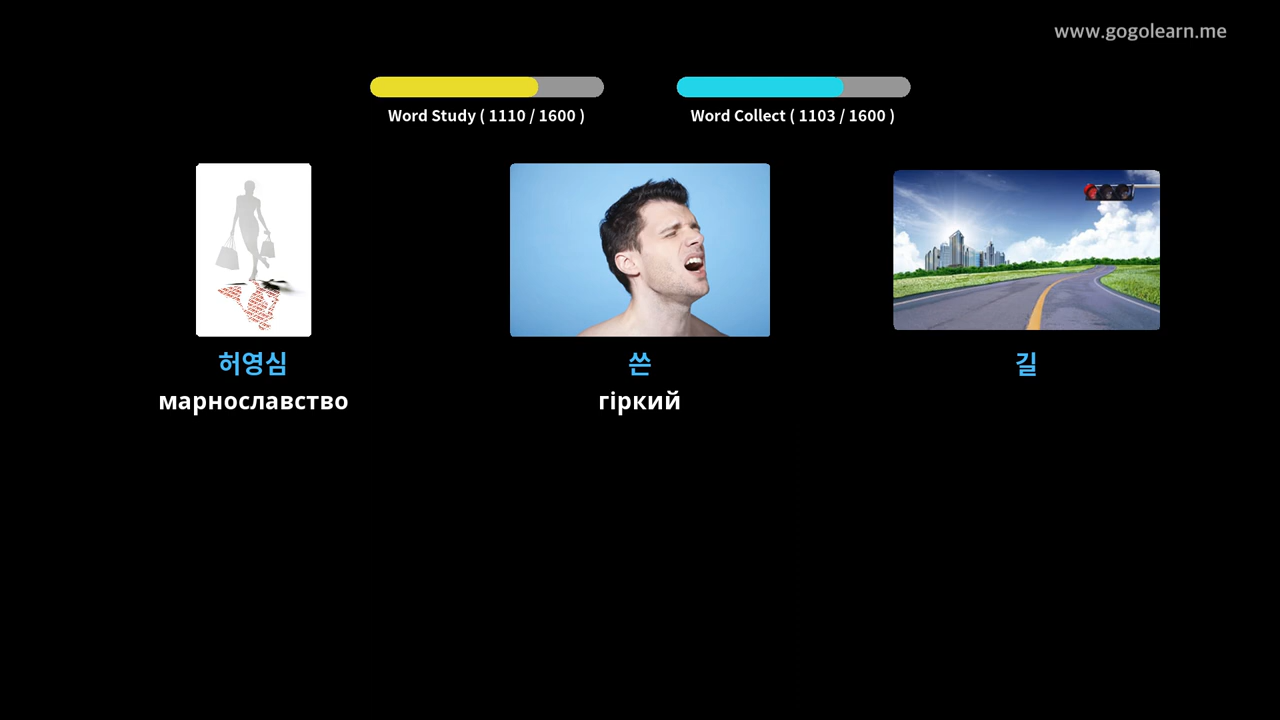 www.gogolearn.me
Word Study ( 1110 / 1600 )
Word Collect ( 1103 / 1600 )
허영심
марнославство
쓴
гіркий
길